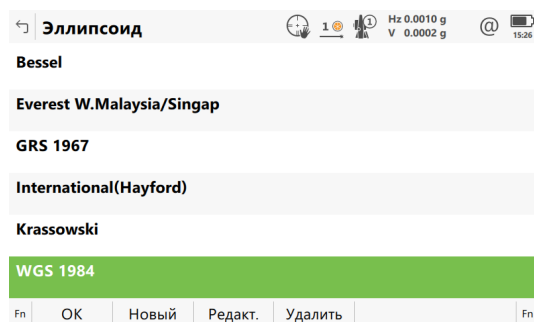 Эллипсоид
1
1
Hz 0.0010 g
V 0.0002 g
@
15:26
Bessel
Everest W.Malaysia/Singap
GRS 1967
International(Hayford)
Krassowski
WGS 1984
Fn OK Новый Редакт. Удалить Fn